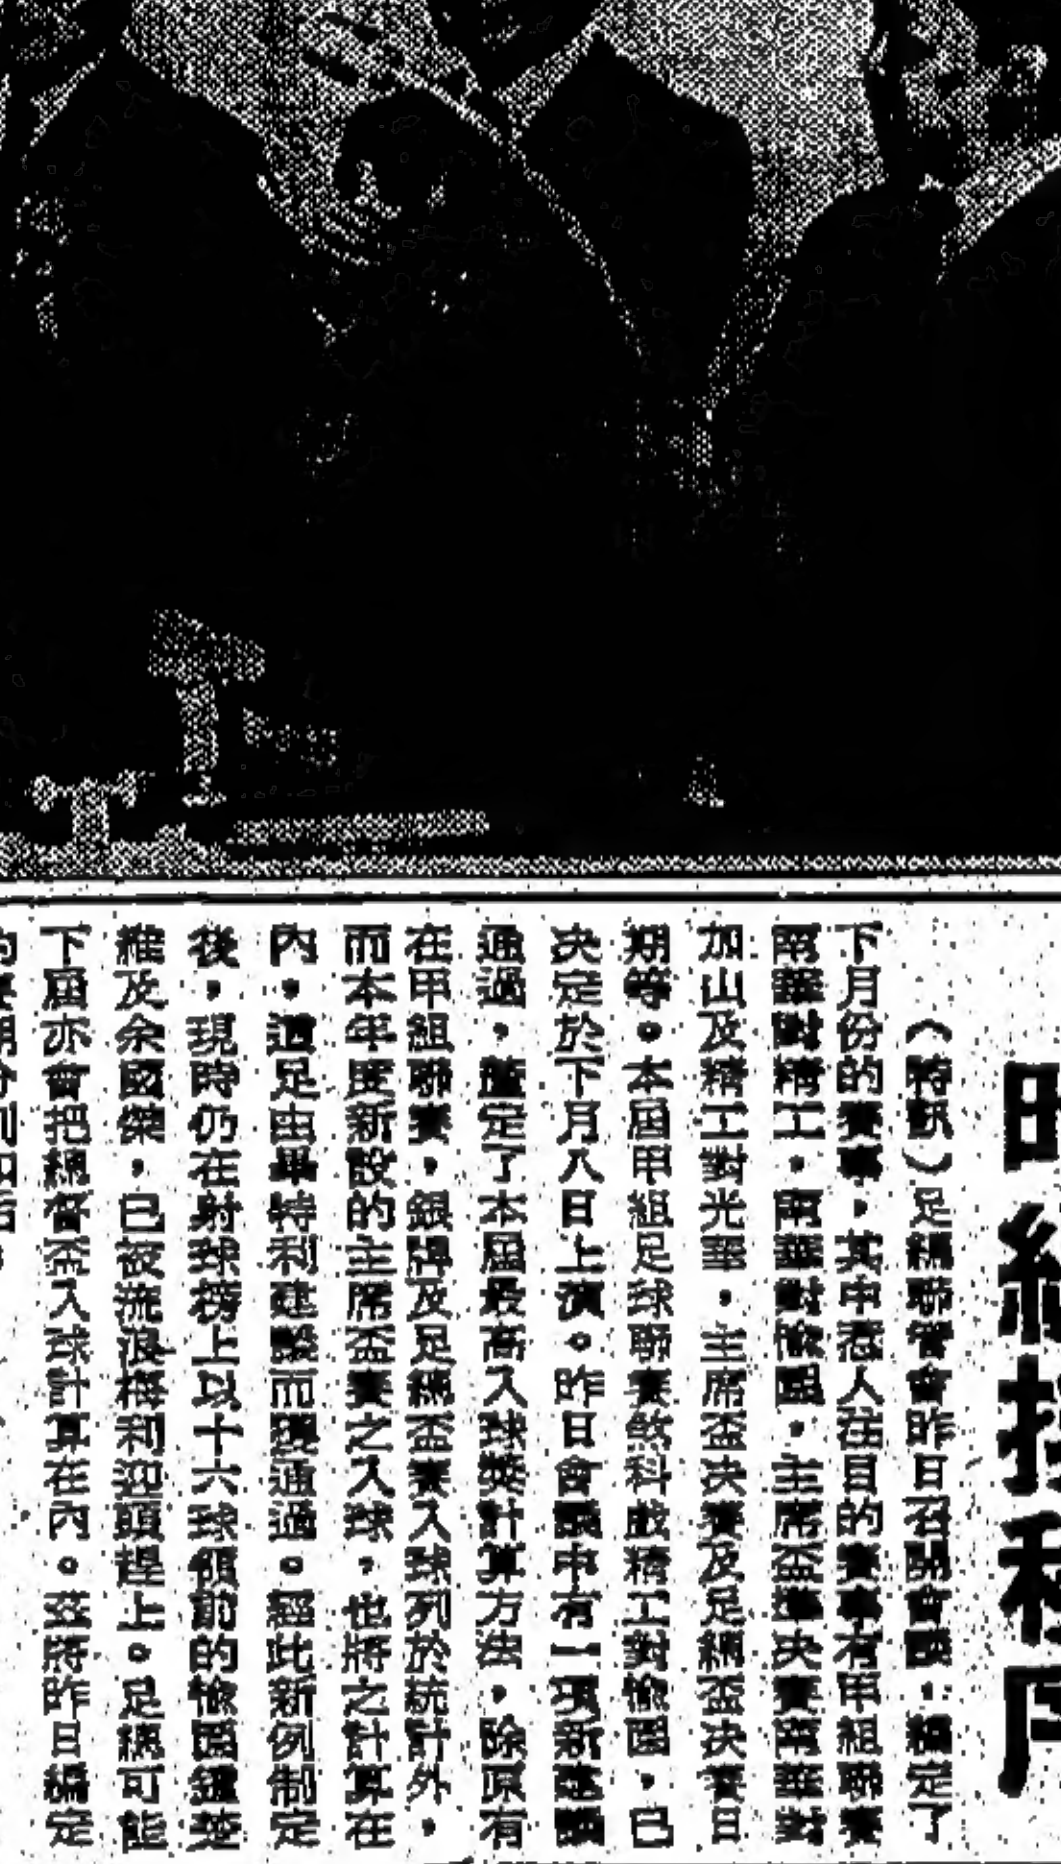 （特訊）足總聯會會昨日召開會議，編定了
下月份的賽事，其中惹人注目的賽事有甲組聯賽
南華對精工，南華對愉園，主席盃準決賽南華對
加山及精工對光華，主席盃決賽及足總盃決賽日
期等。本屆甲組足球聯賽煞科戲精工對愉園，已
決定於下月八日上演。昨日會議中有一項新建議
通過，釐定了本屆最高入球獎計算方法，除原有
在甲組聯賽，銀牌及足總盃賽入球列於統計外，
而本年度新設的主席盃賽之入球，也將之計算在
內，這是由畢特利建議而獲通過。經此新例制定
後，現時仍在射球榜上以十六球領前的愉園鍾楚
維及余國榮，已被流浪梅利迎頭趕上。足總可能
下屆亦會把總督盃入球計算在內。茲將昨日編定